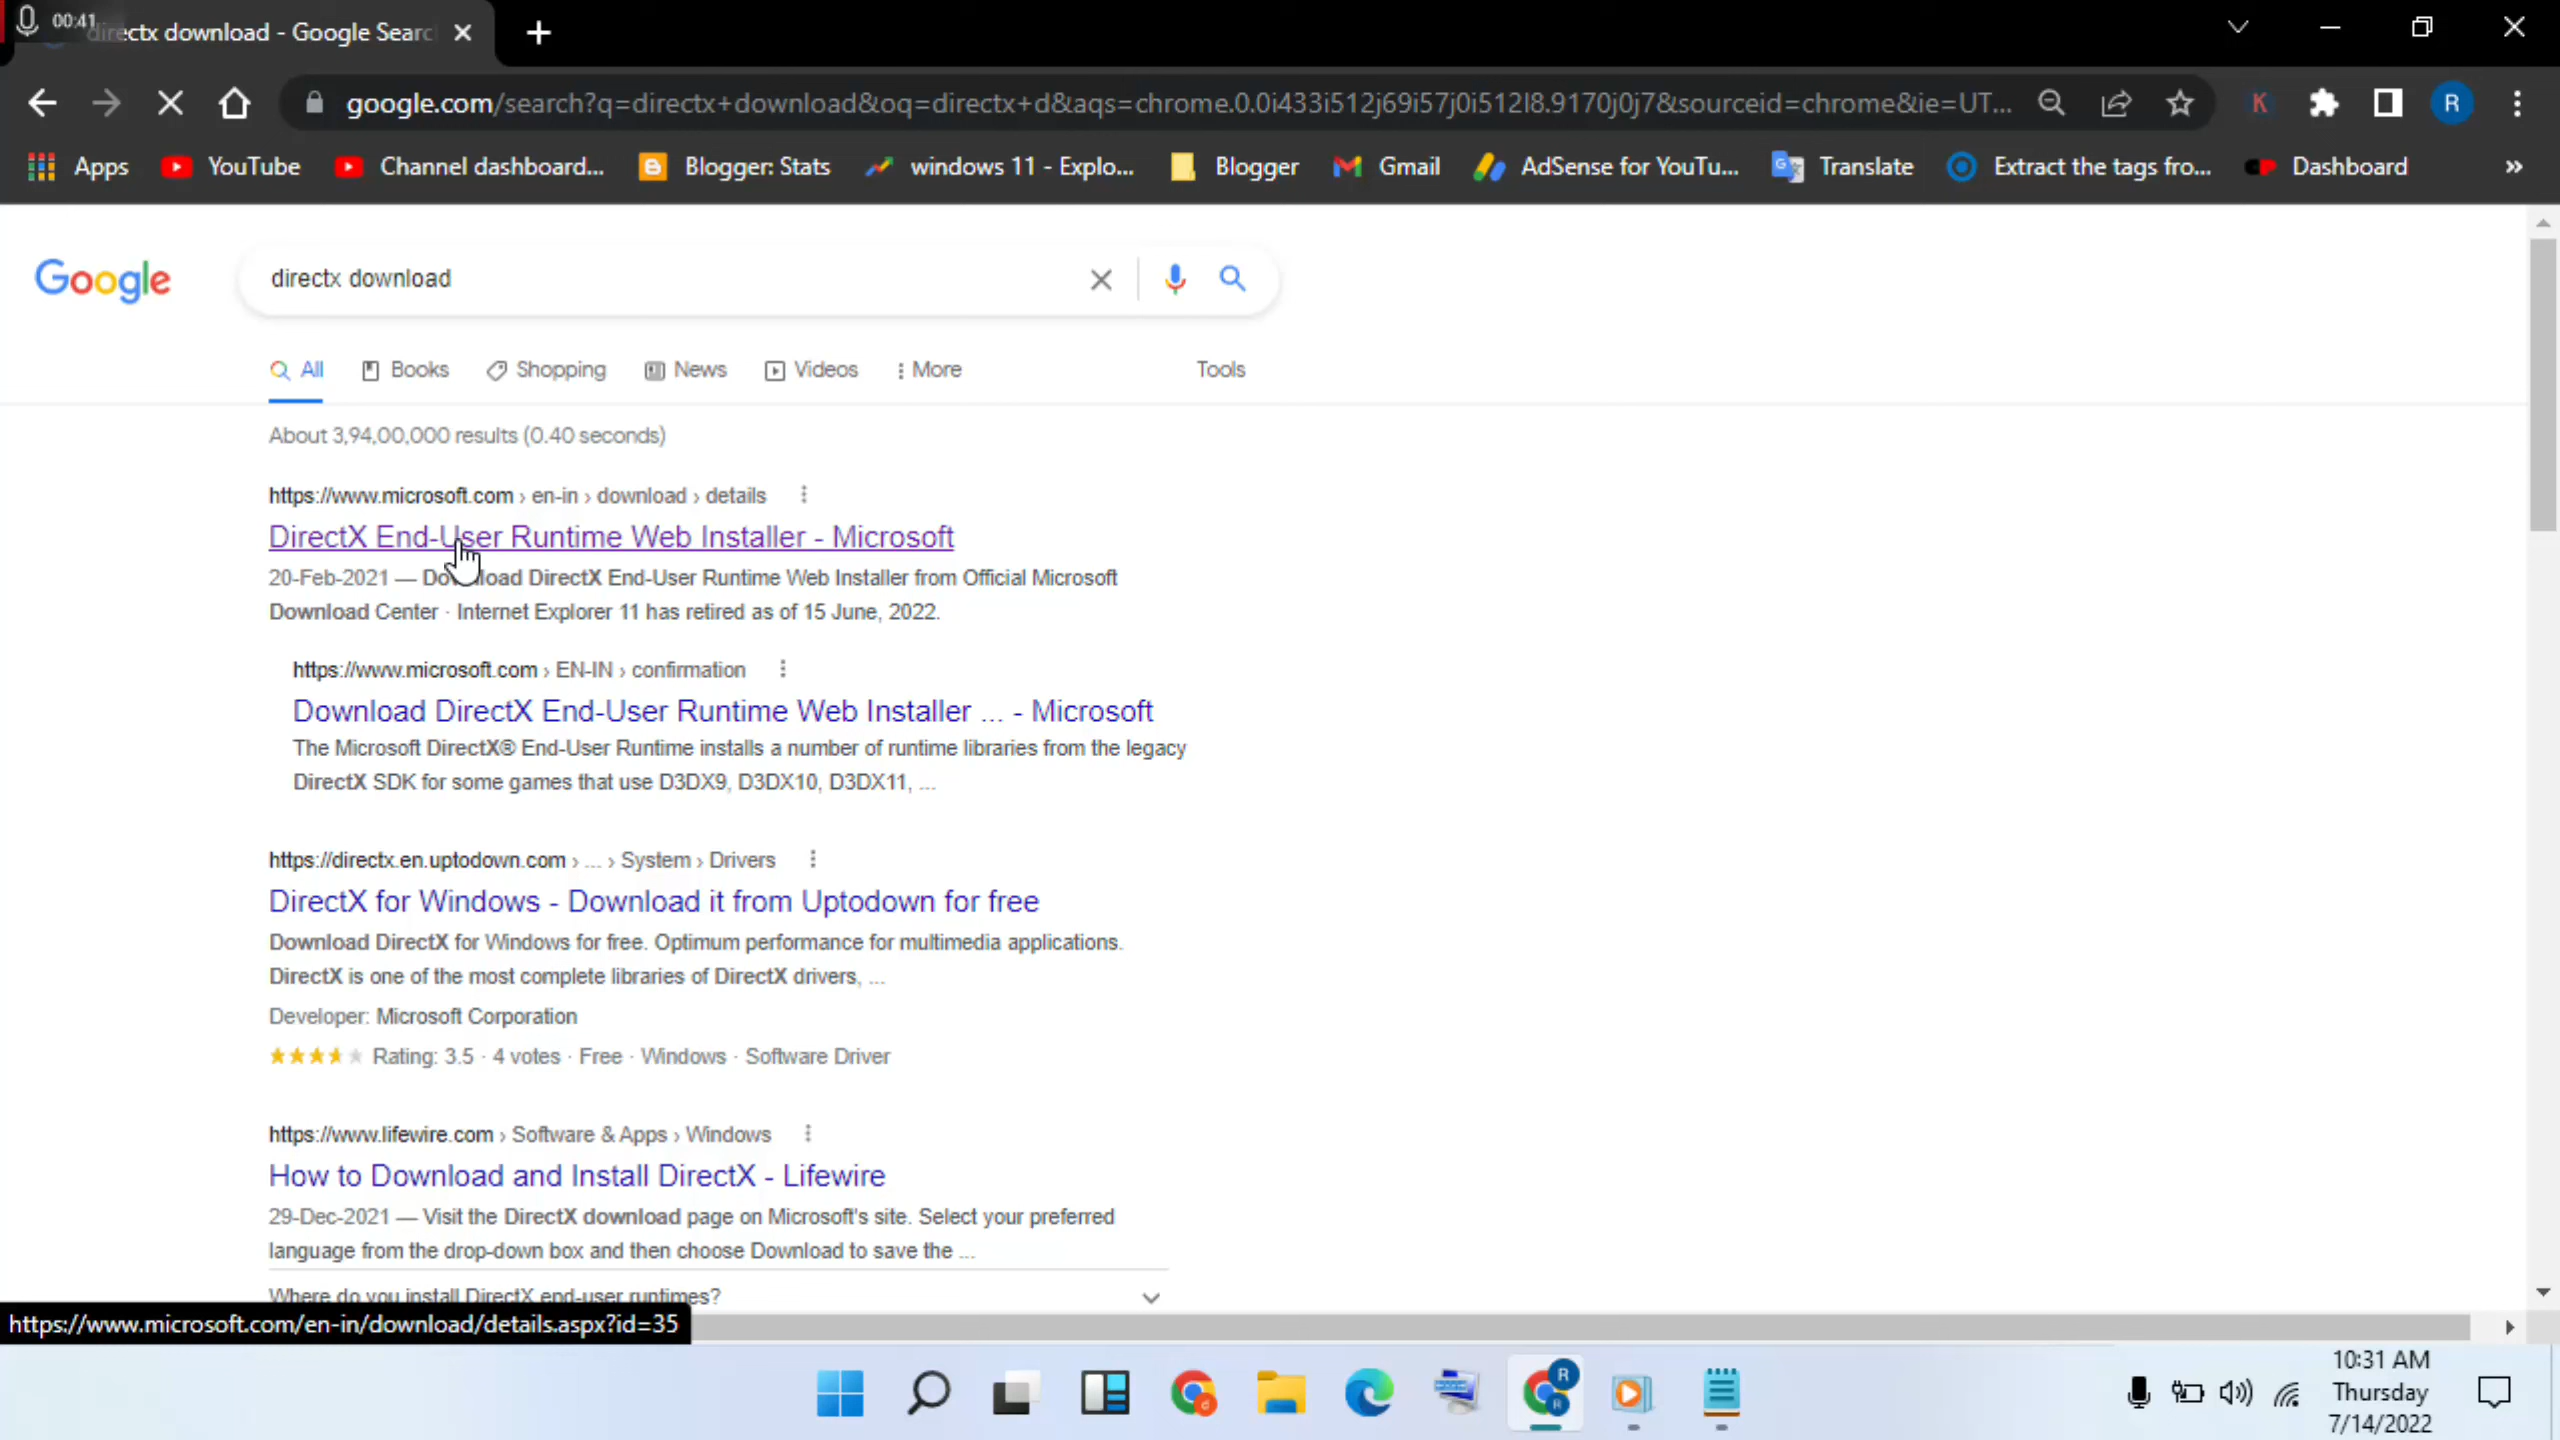 00:41
directx download - Google Searc
google.com/search?q=directx+download&oq=directx+d&aqs=chrome.0.0i433i512j69i57j0i512l8.9170j0j7&sourceid=chrome&ie=UT...
K
R
Apps
YouTube
Channel dashboard...
Blogger: Stats
windows 11 - Explo...
Blogger
Gmail
AdSense for YouTu...
Translate
Extract the tags fro...
Dashboard
»
Google
directx download
All
Books
Shopping
News
Videos
More
Tools
About 3,94,00,000 results (0.40 seconds)
https://www.microsoft.com › en-in › download › details
DirectX End-User Runtime Web Installer - Microsoft
20-Feb-2021 — Download DirectX End-User Runtime Web Installer from Official Microsoft
Download Center · Internet Explorer 11 has retired as of 15 June, 2022.
https://www.microsoft.com › EN-IN › confirmation
Download DirectX End-User Runtime Web Installer ... - Microsoft
The Microsoft DirectX® End-User Runtime installs a number of runtime libraries from the legacy
DirectX SDK for some games that use D3DX9, D3DX10, D3DX11, ...
https://directx.en.uptodown.com › ... › System › Drivers
DirectX for Windows - Download it from Uptodown for free
Download DirectX for Windows for free. Optimum performance for multimedia applications.
DirectX is one of the most complete libraries of DirectX drivers, ...
Developer: Microsoft Corporation
Rating: 3.5 · 4 votes · Free · Windows · Software Driver
https://www.lifewire.com › Software & Apps › Windows
How to Download and Install DirectX - Lifewire
29-Dec-2021 — Visit the DirectX download page on Microsoft's site. Select your preferred
language from the drop-down box and then choose Download to save the ...
Where do you install DirectX end-user runtimes?
https://www.microsoft.com/en-in/download/details.aspx?id=35
10:31 AM
Thursday
7/14/2022